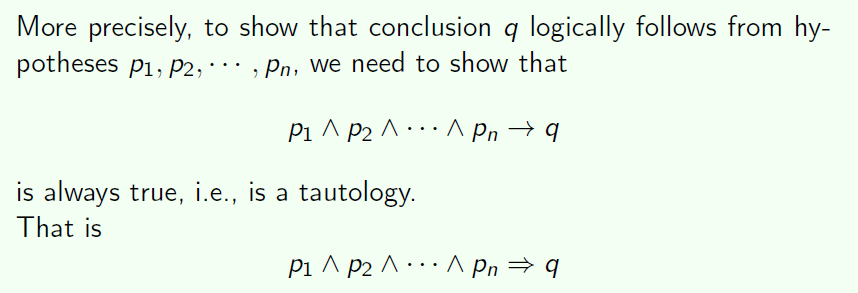 More precisely, to show that conclusion q logically follows from hy-
potheses p₁, p₂, ⋯ , pₙ, we need to show that
p₁ ∧ p₂ ∧ ⋯ ∧ pₙ → q
is always true, i.e., is a tautology.
That is
p₁ ∧ p₂ ∧ ⋯ ∧ pₙ ⇒ q